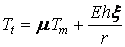 T_t = μT_m + Ehξ/r